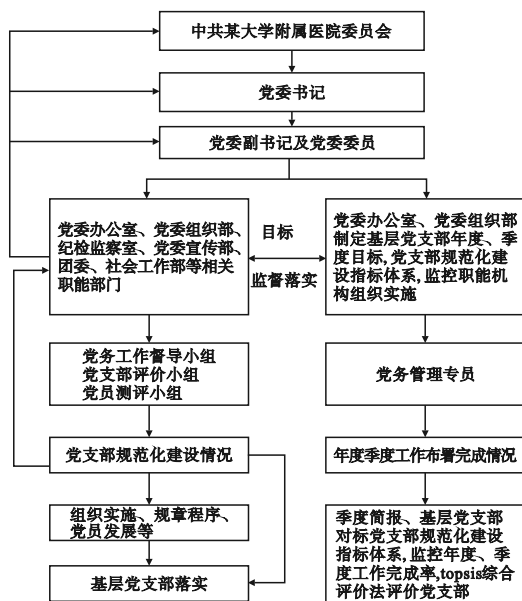 中共某大学附属医院委员会
党委书记
党委副书记及党委委员
党委办公室、党委组织部、
纪检监察室、党委宣传部、
团委、社会工作部等相关
职能部门
目标
监督落实
党委办公室、党委组织部
制定基层党支部年度、季
度目标,党支部规范化建
设指标体系,监控职能机
构组织实施
党务工作督导小组
党支部评价小组
党员测评小组
党务管理专员
党支部规范化建设情况
年度季度工作布署完成情况
组织实施、规章程序、
党员发展等
基层党支部落实
季度简报、基层党支部
对标党支部规范化建设
指标体系,监控年度、季
度工作完成率,topsis综合
评价法评价党支部